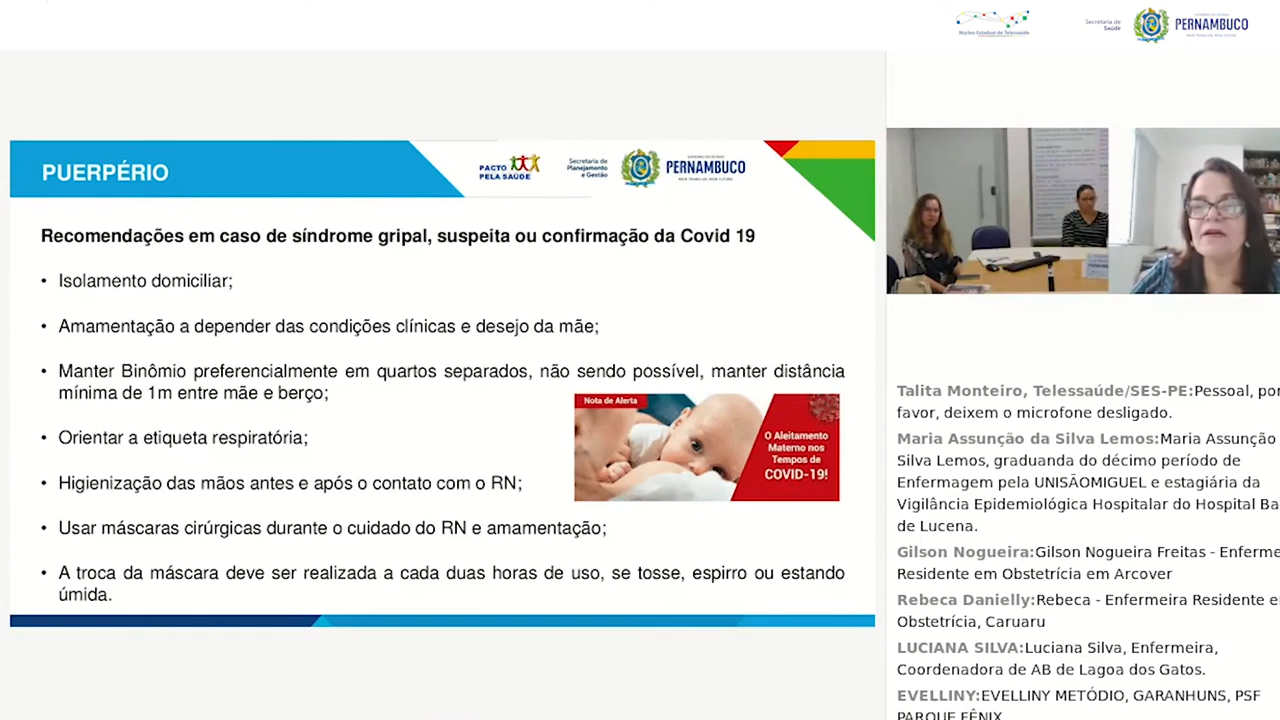 Núcleo Estadual de Telessaúde
Secretaria de
Saúde
PERNAMBUCO
PUERPÉRIO
PACTO
PELA SAÚDE
Secretaria de
Planejamento
e Gestão
GOVERNO DO ESTADO
PERNAMBUCO
MAIS TRABALHO, MAIS FUTURO
Recomendações em caso de síndrome gripal, suspeita ou confirmação da Covid 19
• Isolamento domiciliar;
• Amamentação a depender das condições clínicas e desejo da mãe;
• Manter Binômio preferencialmente em quartos separados, não sendo possível, manter distância
mínima de 1m entre mãe e berço;
• Orientar a etiqueta respiratória;
• Higienização das mãos antes e após o contato com o RN;
• Usar máscaras cirúrgicas durante o cuidado do RN e amamentação;
• A troca da máscara deve ser realizada a cada duas horas de uso, se tosse, espirro ou estando
úmida.
Nota de Alerta
O Aleitamento
Materno nos
Tempos de
COVID-19!
Talita Monteiro, Telessaúde/SES-PE:Pessoal, por
favor, deixem o microfone desligado.
Maria Assunção da Silva Lemos:Maria Assunção
Silva Lemos, graduanda do décimo período de
Enfermagem pela UNISÃOMIGUEL e estagiária da
Vigilância Epidemiológica Hospitalar do Hospital Ba
de Lucena.
Gilson Nogueira:Gilson Nogueira Freitas - Enferme
Residente em Obstetrícia em Arcover
Rebeca Danielly:Rebeca - Enfermeira Residente e
Obstetrícia, Caruaru
LUCIANA SILVA:Luciana Silva, Enfermeira,
Coordenadora de AB de Lagoa dos Gatos.
EVELLINY:EVELLINY METÓDIO, GARANHUNS, PSF
PARQUE FÊNIX